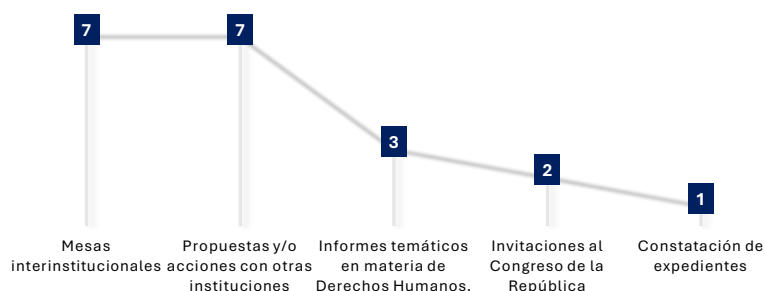 7
7
3
2
1
Mesas
interinstitucionales
Propuestas y/o
acciones con otras
instituciones
Informes temáticos
en materia de
Derechos Humanos.
Invitaciones al
Congreso de la
República
Constatación de
expedientes